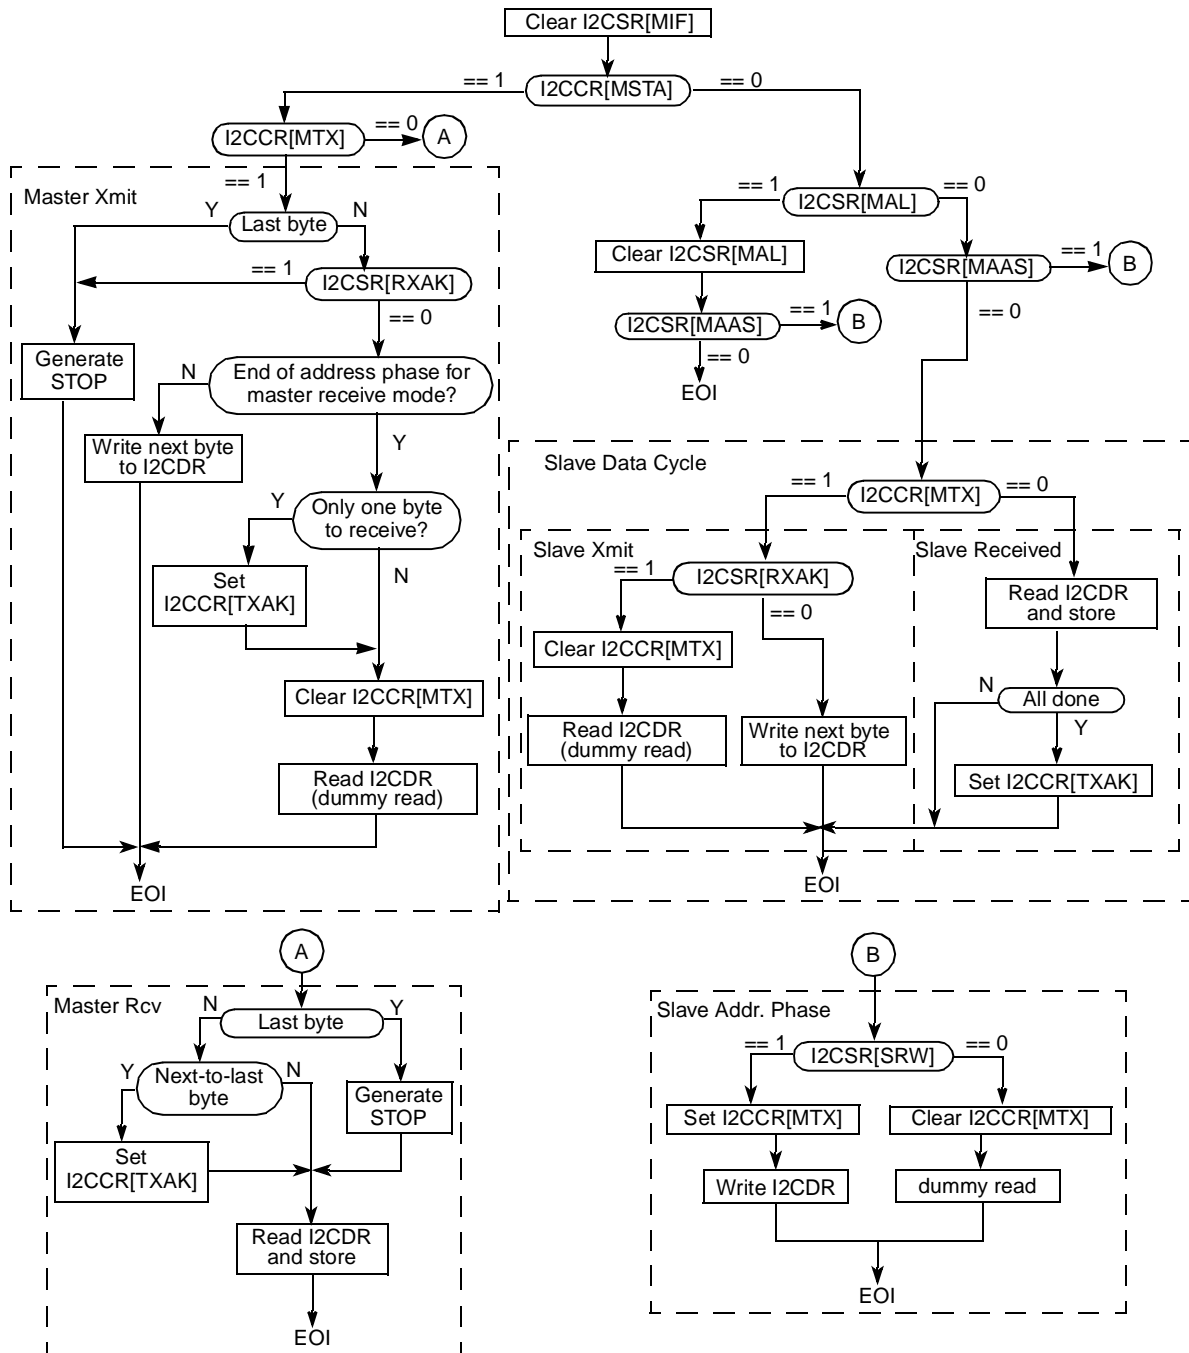 Clear I2CSR[MIF]
== 1
I2CCR[MSTA]
== 0
I2CCR[MTX]
== 0
A
== 1
Master Xmit
Y
Last byte
N
== 1
I2CSR[RXAK]
== 0
Generate
STOP
N
End of address phase for
master receive mode?
Write next byte
to I2CDR
Y
Y
Only one byte
to receive?
Set
I2CCR[TXAK]
N
Clear I2CCR[MTX]
Read I2CDR
(dummy read)
EOI
== 1
I2CSR[MAL]
== 0
Clear I2CSR[MAL]
I2CSR[MAAS]
== 1
B
I2CSR[MAAS]
== 1
B
== 0
EOI
== 0
Slave Data Cycle
== 1
I2CCR[MTX]
== 0
Slave Xmit
== 1
I2CSR[RXAK]
== 0
Clear I2CCR[MTX]
Read I2CDR
(dummy read)
Write next byte
to I2CDR
Slave Received
Read I2CDR
and store
N
All done
Y
Set I2CCR[TXAK]
EOI
A
Master Rcv
N
Last byte
Y
Y
Next-to-last
byte
N
Generate
STOP
Set
I2CCR[TXAK]
Read I2CDR
and store
EOI
B
Slave Addr. Phase
== 1
I2CSR[SRW]
== 0
Set I2CCR[MTX]
Clear I2CCR[MTX]
Write I2CDR
dummy read
EOI